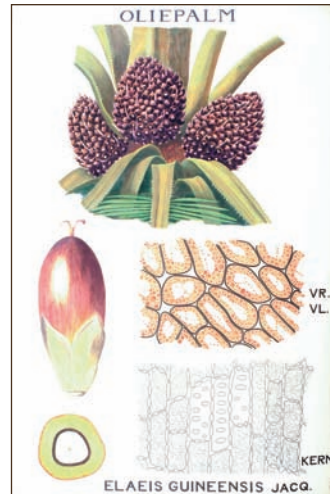 OLIEPALM
VR.
VL.
KERN
ELAEIS GUINEENSIS JACQ.